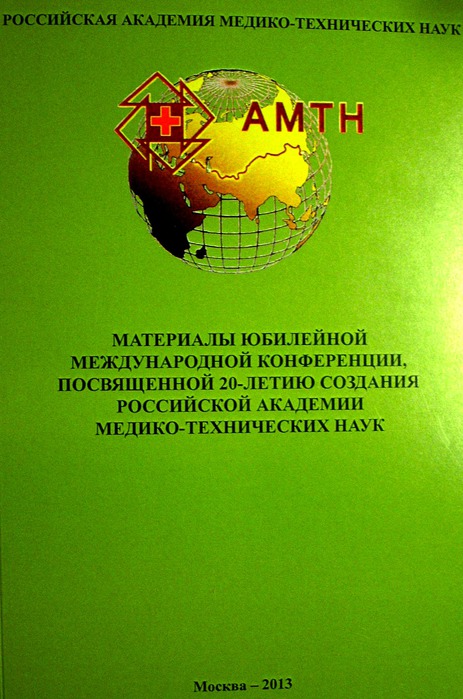 РОССИЙСКАЯ АКАДЕМИЯ МЕДИКО-ТЕХНИЧЕСКИХ НАУК
АМТН
МАТЕРИАЛЫ ЮБИЛЕЙНОЙ
МЕЖДУНАРОДНОЙ КОНФЕРЕНЦИИ,
ПОСВЯЩЕННОЙ 20-ЛЕТИЮ СОЗДАНИЯ
РОССИЙСКОЙ АКАДЕМИИ
МЕДИКО-ТЕХНИЧЕСКИХ НАУК
Москва – 2013